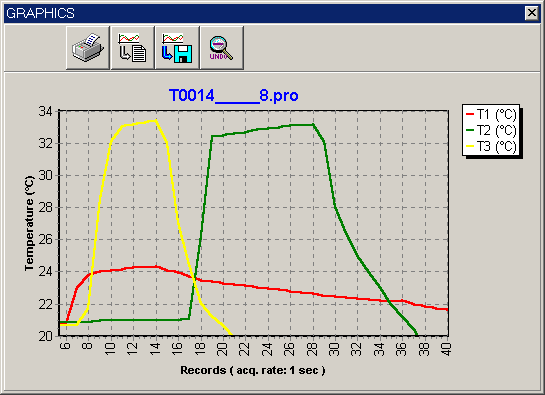 GRAPHICS
UNDO
T0014_____8.pro
Temperature (°C)
34
32
30
28
26
24
22
20
6 8 10 12 14 16 18 20 22 24 26 28 30 32 34 36 38 40
Records ( acq. rate: 1 sec )
T1 (°C)
T2 (°C)
T3 (°C)